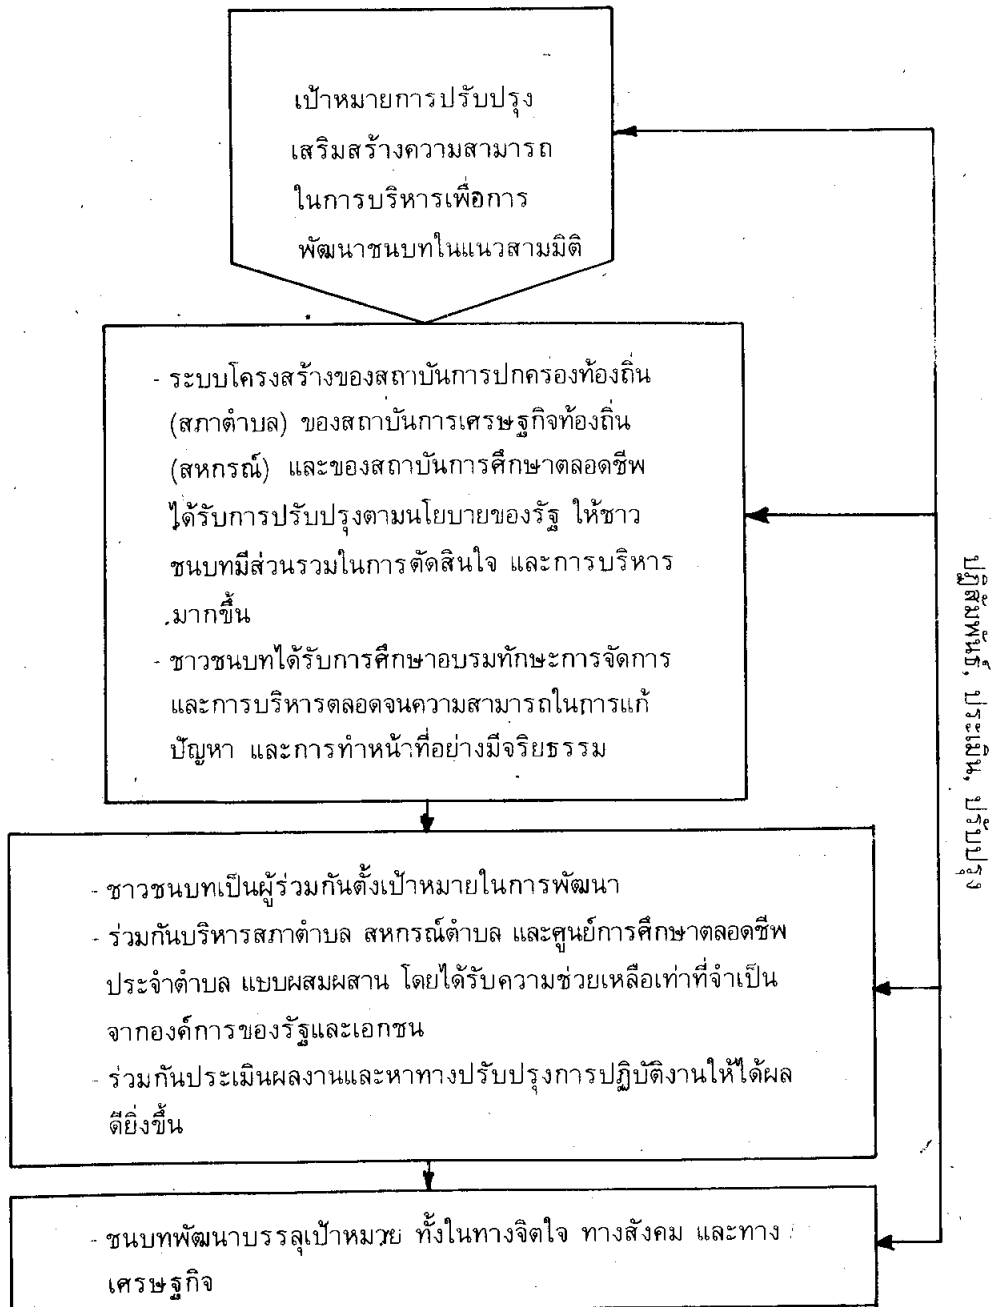 เป้าหมายการปรับปรุง
เสริมสร้างความสามารถ
ในการบริหารเพื่อการ
พัฒนาชนบทในแนวสามมิติ
- ระบบโครงสร้างของสถาบันการปกครองท้องถิ่น
(สภาตำบล) ของสถาบันการเศรษฐกิจท้องถิ่น
(สหกรณ์) และของสถาบันการศึกษาตลอดชีพ
ได้รับการปรับปรุงตามนโยบายของรัฐ ให้ชาว
ชนบทมีส่วนรวมในการตัดสินใจ และการบริหาร
มากขึ้น
- ชาวชนบทได้รับการศึกษาอบรมทักษะการจัดการ
และการบริหารตลอดจนความสามารถในการแก้
ปัญหา และการทำหน้าที่อย่างมีจริยธรรม
- ชาวชนบทเป็นผู้ร่วมกันตั้งเป้าหมายในการพัฒนา
- ร่วมกันบริหารสภาตำบล สหกรณ์ตำบล และศูนย์การศึกษาตลอดชีพ
ประจำตำบล แบบผสมผสาน โดยได้รับความช่วยเหลือเท่าที่จำเป็น
จากองค์การของรัฐและเอกชน
- ร่วมกันประเมินผลงานและหาทางปรับปรุงการปฏิบัติงานให้ได้ผล
ดียิ่งขึ้น
- ชนบทพัฒนาบรรลุเป้าหมาย ทั้งในทางจิตใจ ทางสังคม และทาง
เศรษฐกิจ
ปฏิสัมพันธ์, ประเมิน, ปรับปรุง